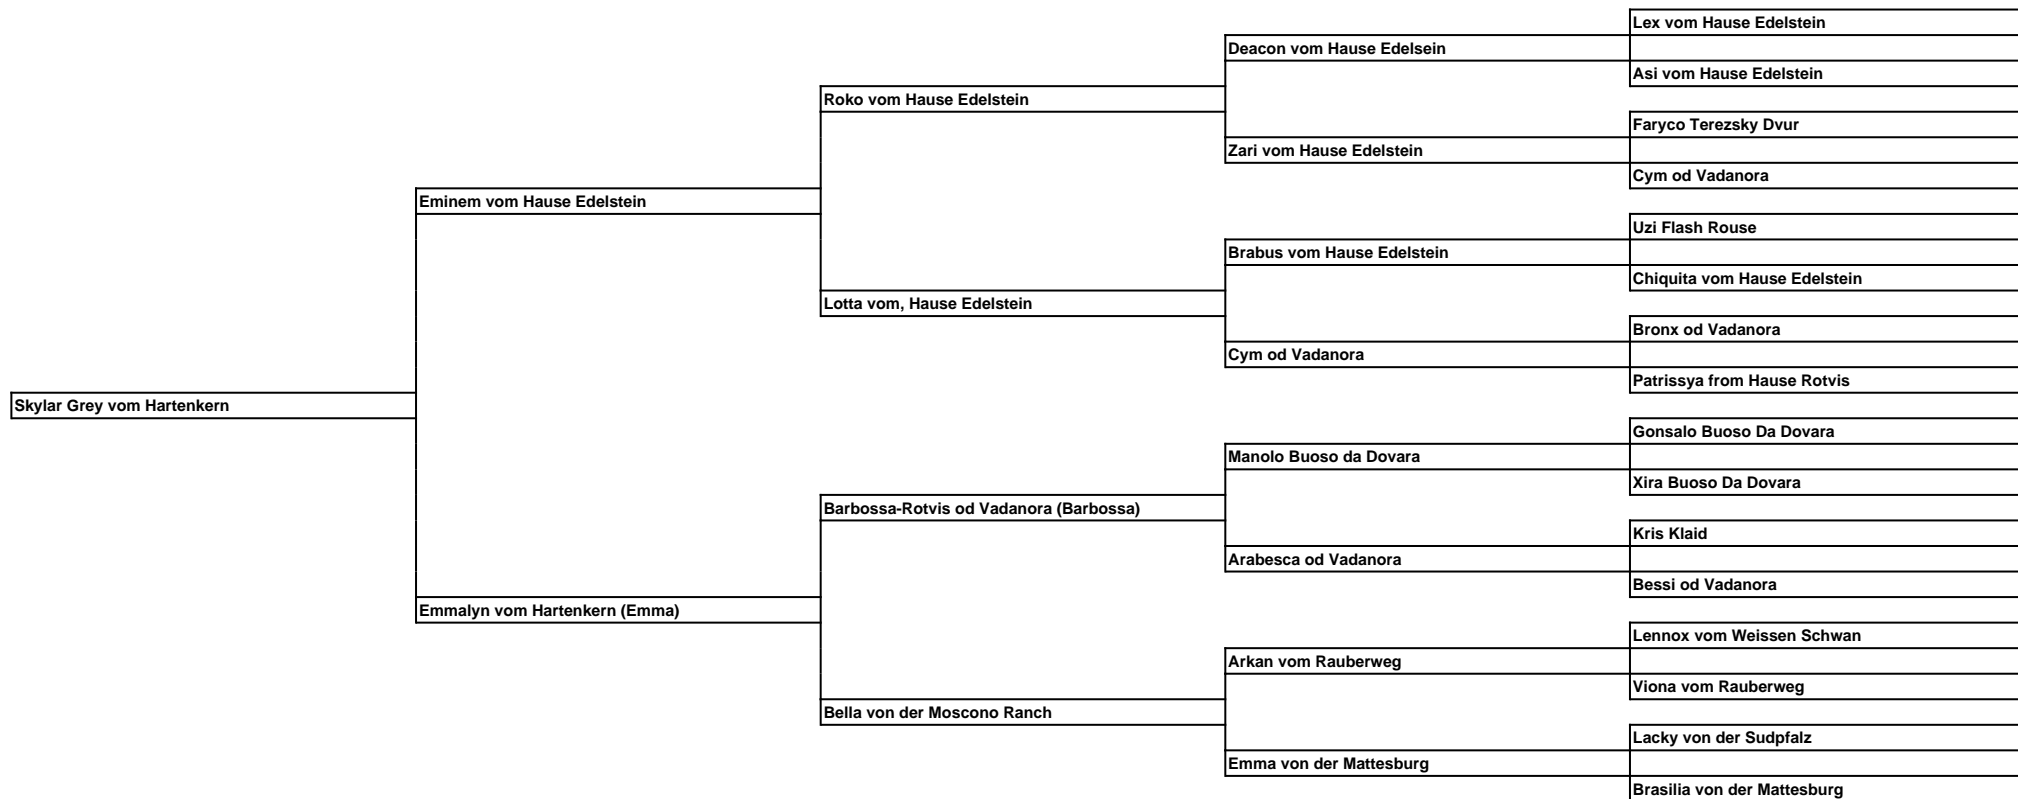 Lex vom Hause Edelstein
Deacon vom Hause Edelsein
Asi vom Hause Edelstein
Roko vom Hause Edelstein
Faryco Terezsky Dvur
Zari vom Hause Edelstein
Cym od Vadanora
Eminem vom Hause Edelstein
Uzi Flash Rouse
Brabus vom Hause Edelstein
Chiquita vom Hause Edelstein
Lotta vom, Hause Edelstein
Bronx od Vadanora
Cym od Vadanora
Patrissya from Hause Rotvis
Skylar Grey vom Hartenkern
Gonsalo Buoso Da Dovara
Manolo Buoso da Dovara
Xira Buoso Da Dovara
Barbossa-Rotvis od Vadanora (Barbossa)
Kris Klaid
Arabesca od Vadanora
Bessi od Vadanora
Emmalyn vom Hartenkern (Emma)
Lennox vom Weissen Schwan
Arkan vom Rauberweg
Viona vom Rauberweg
Bella von der Moscono Ranch
Lacky von der Sudpfalz
Emma von der Mattesburg
Brasilia von der Mattesburg